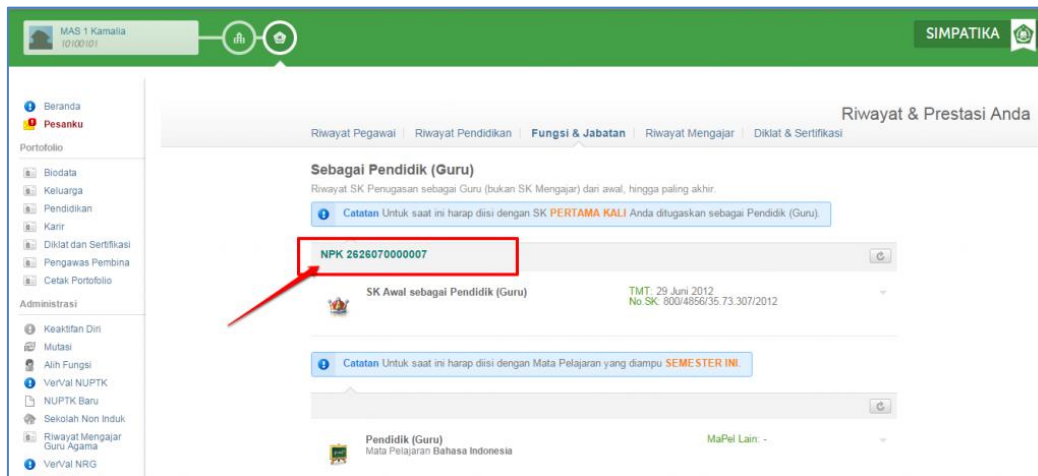 MAS 1 Kamalia
10100101
SIMPATIKA
Beranda
Pesanku
Portofolio
Biodata
Keluarga
Pendidikan
Karir
Diklat dan Sertifikasi
Pengawas Pembina
Cetak Portofolio
Administrasi
Keaktifan Diri
Mutasi
Alih Fungsi
VerVal NUPTK
NUPTK Baru
Sekolah Non Induk
Riwayat Mengajar
Guru Agama
VerVal NRG
Riwayat & Prestasi Anda
Riwayat Pegawai Riwayat Pendidikan Fungsi & Jabatan Riwayat Mengajar Diklat & Sertifikasi
Sebagai Pendidik (Guru)
Riwayat SK Penugasan sebagai Guru (bukan SK Mengajar) dari awal, hingga paling akhir.
Catatan Untuk saat ini harap diisi dengan SK PERTAMA KALI Anda ditugaskan sebagai Pendidik (Guru).
NPK 2626070000007
SK Awal sebagai Pendidik (Guru)
TMT: 29 Juni 2012
No.SK: 800/4856/35.73.307/2012
Catatan Untuk saat ini harap diisi dengan Mata Pelajaran yang diampu SEMESTER INI.
Pendidik (Guru)
Mata Pelajaran Bahasa Indonesia
MaPel Lain: -